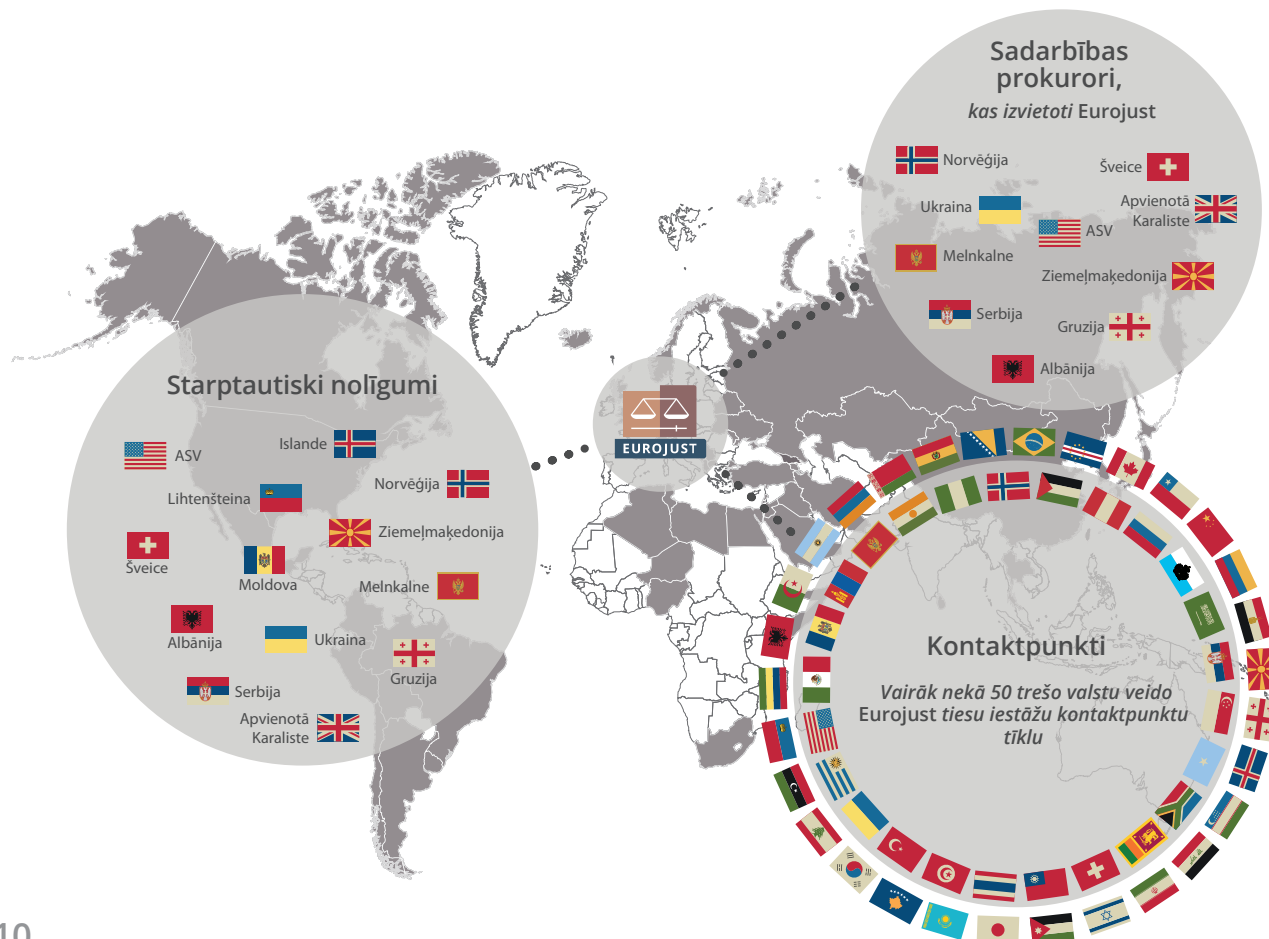 Sadarbības
prokurori,
kas izvietoti Eurojust
Norvēģija
Šveice
Ukraina
Apvienotā
Karaliste
ASV
Melnkalne
Ziemeļmaķedonija
Serbija
Gruzija
Albānija
Starptautiski nolīgumi
ASV
Islande
Lihtenšteina
Norvēģija
Šveice
Moldova
Ziemeļmaķedonija
Melnkalne
Albānija
Ukraina
Gruzija
Serbija
Apvienotā
Karaliste
EUROJUST
Kontaktpunkti
Vairāk nekā 50 trešo valstu veido
Eurojust tiesu iestāžu kontaktpunktu
tīklu
10